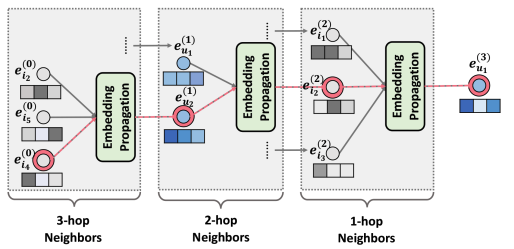 e_{i_2}^{(0)}
e_{i_5}^{(0)}
e_{i_4}^{(0)}
Embedding
Propagation
3-hop
Neighbors
e_{u_1}^{(1)}
e_{u_2}^{(1)}
Embedding
Propagation
2-hop
Neighbors
e_{i_1}^{(2)}
e_{i_2}^{(2)}
e_{i_3}^{(2)}
Embedding
Propagation
1-hop
Neighbors
e_{u_1}^{(3)}